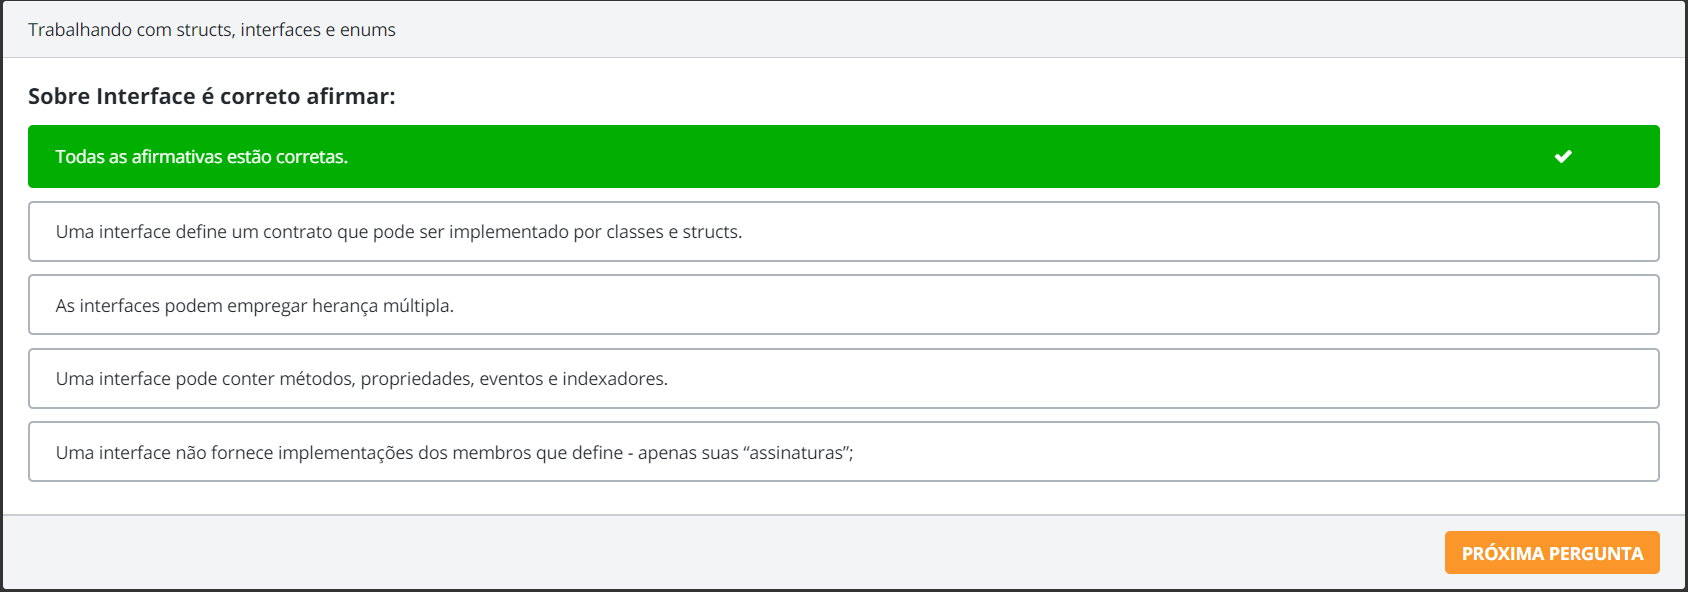 Trabalhando com structs, interfaces e enums
Sobre Interface é correto afirmar:
Todas as afirmativas estão corretas.
Uma interface define um contrato que pode ser implementado por classes e structs.
As interfaces podem empregar herança múltipla.
Uma interface pode conter métodos, propriedades, eventos e indexadores.
Uma interface não fornece implementações dos membros que define - apenas suas “assinaturas”;
PRÓXIMA PERGUNTA